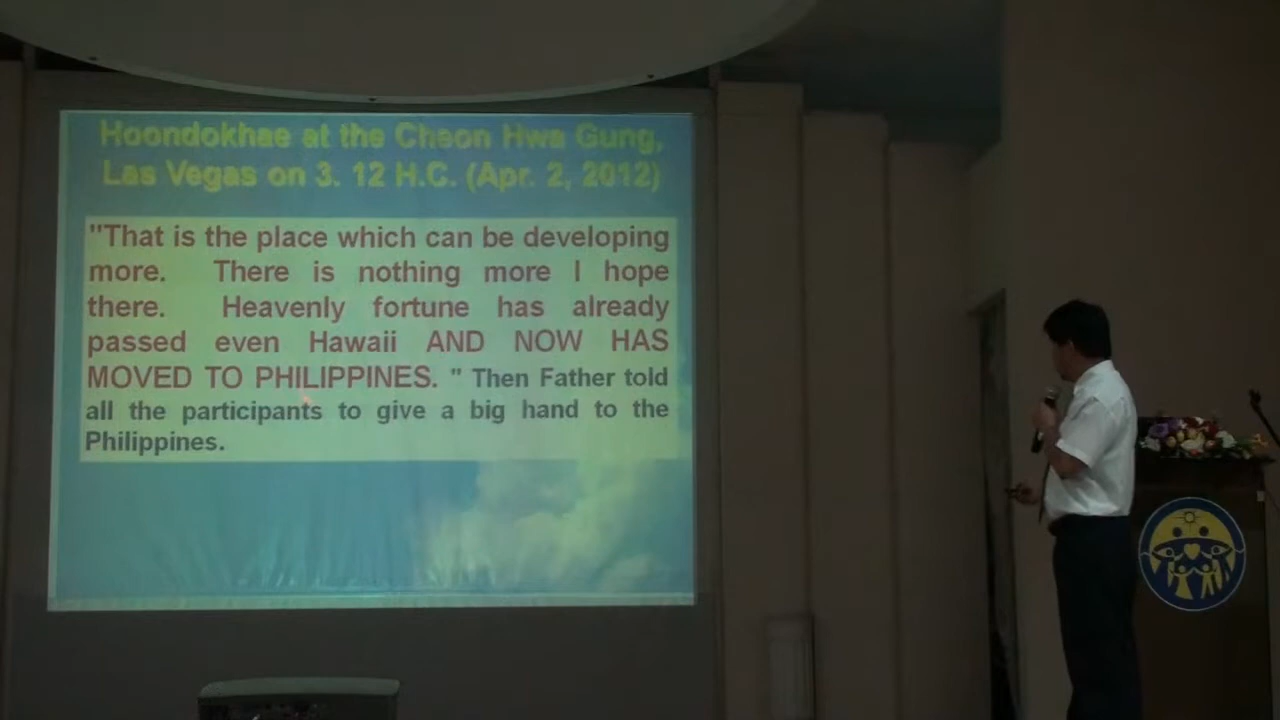 Hoondokhae at the Cheon Hwa Gung,
Las Vegas on 3. 12 H.C. (Apr. 2, 2012)
"That is the place which can be developing
more. There is nothing more I hope
there. Heavenly fortune has already
passed even Hawaii AND NOW HAS
MOVED TO PHILIPPINES. " Then Father told
all the participants to give a big hand to the
Philippines.